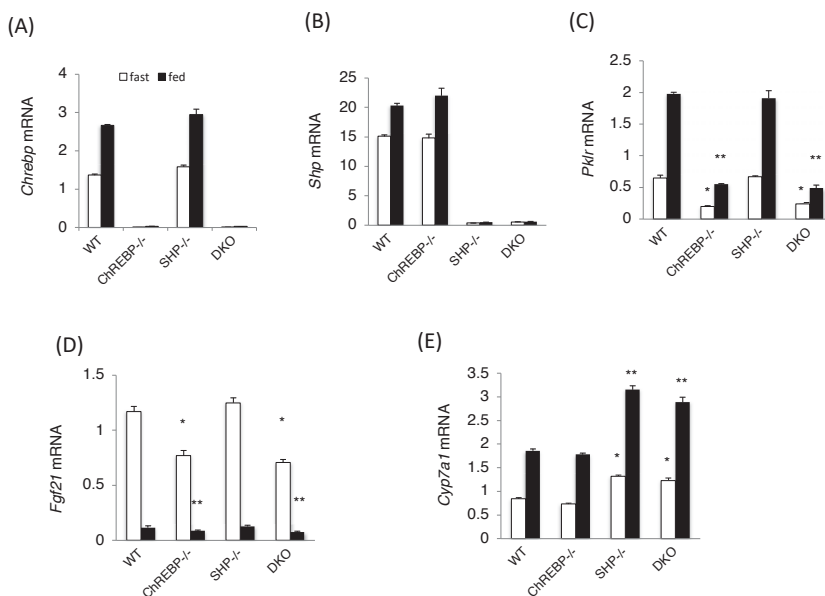 (A)
Chrebp mRNA
4
3
2
1
0
fast fed
WT
ChREBP-/-
SHP-/-
DKO
(B)
Shp mRNA
25
20
15
10
5
0
WT
ChREBP-/-
SHP-/-
DKO
(C)
Pklr mRNA
2.5
2
1.5
1
0.5
0
* ** * **
WT
ChREBP-/-
SHP-/-
DKO
(D)
Fgf21 mRNA
1.5
1
0.5
0
* ** * **
WT
ChREBP-/-
SHP-/-
DKO
(E)
Cyp7a1 mRNA
3.5
3
2.5
2
1.5
1
0.5
0
* ** * **
WT
ChREBP-/-
SHP-/-
DKO